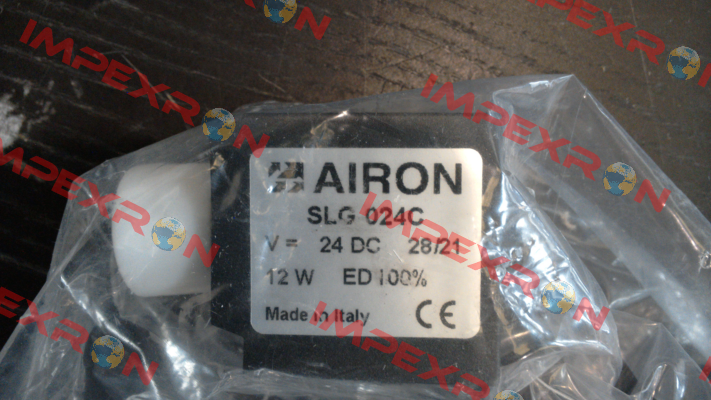 AIRON
SLG 024C
V = 24 DC 28/21
12 W ED 100%
Made in Italy CE
IMPEXRON
IMPEXRON
IMPEXRON
IMPEXRON
IMPEXRON
IMPEXRON